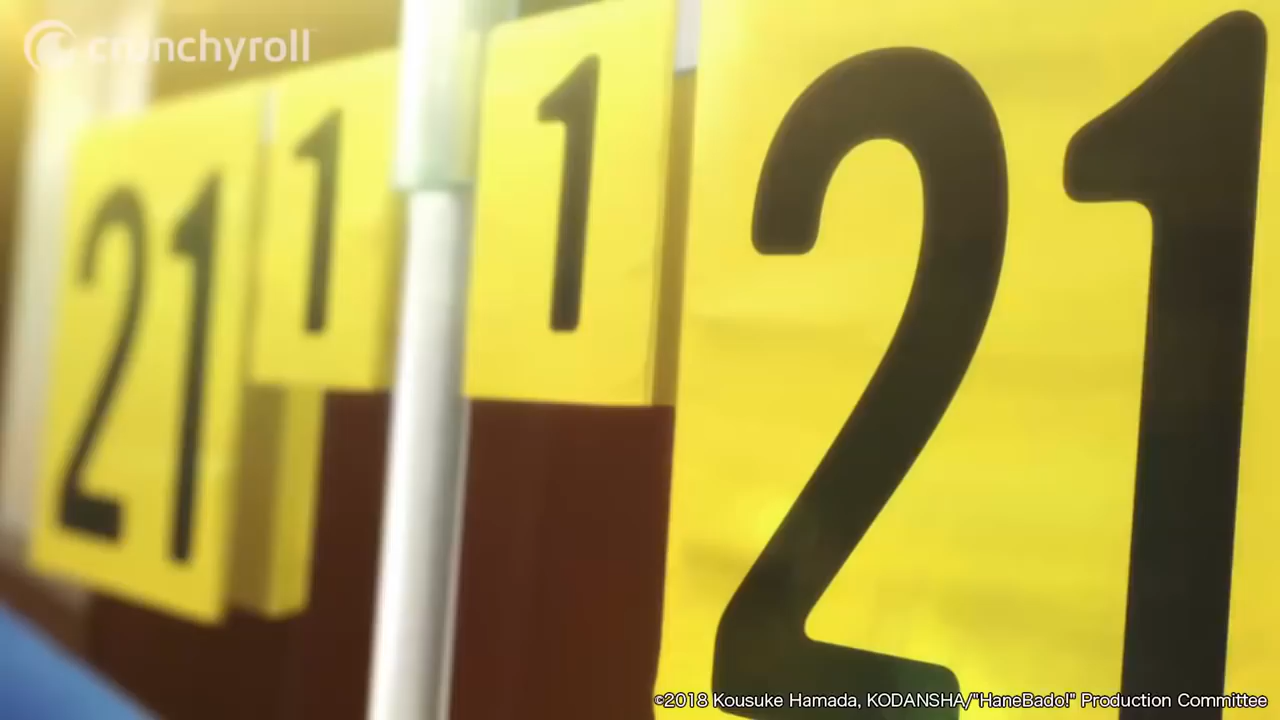 crunchyroll
21 1 1 21
©2018 Kousuke Hamada, KODANSHA/"HaneBado!" Production Committee